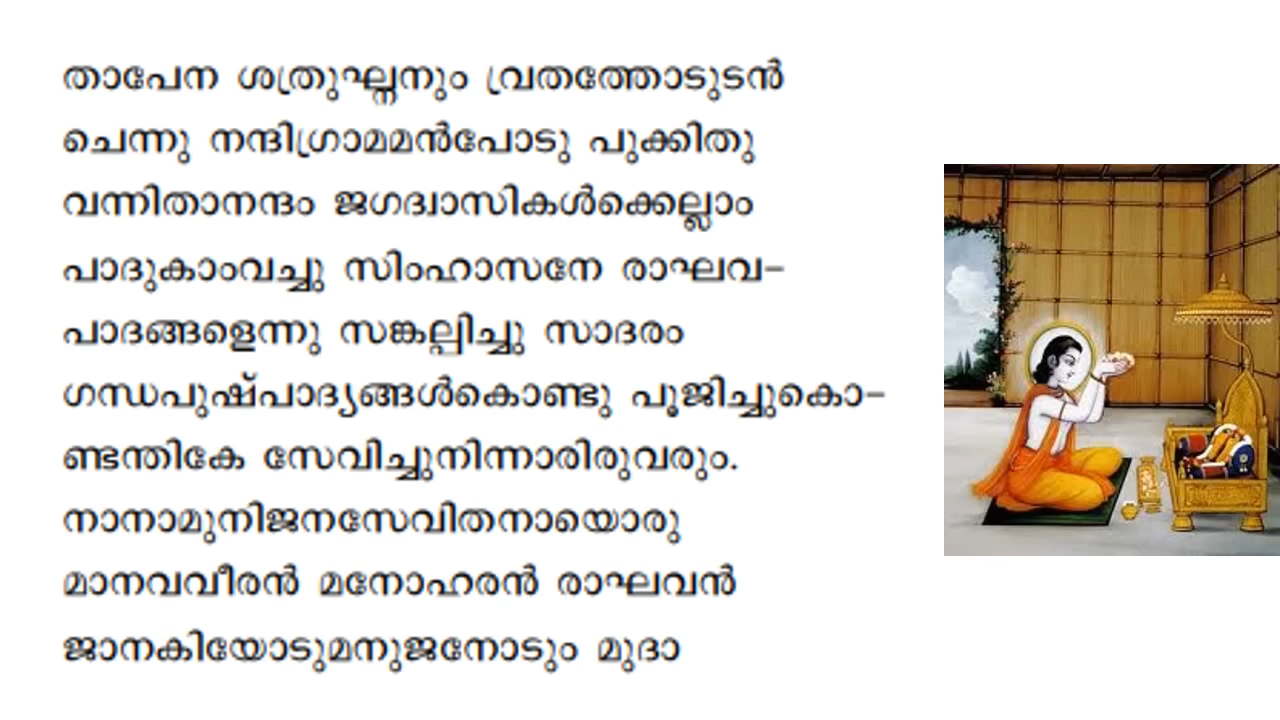 താപേന ശത്രുഘ്നനും വ്രതത്തോടുടൻ
ചെന്നു നന്ദിഗ്രാമമൻപോടു പുക്കിതു
വന്നിതാനന്ദം ജഗദ്വാസികൾക്കെല്ലാം
പാദുകാംവച്ചു സിംഹാസനേ രാഘവ–
പാദങ്ങളെന്നു സങ്കല്പിച്ചു സാദരം
ഗന്ധപുഷ്പാദ്യങ്ങൾകൊണ്ടു പൂജിച്ചുകൊ–
ണ്ടന്തികേ സേവിച്ചുനിന്നാരിരുവരും.
നാനാമുനിജനസേവിതനായൊരു
മാനവവീരൻ മനോഹരൻ രാഘവൻ
ജാനകിയോടുമനുജനോടും മുദാ